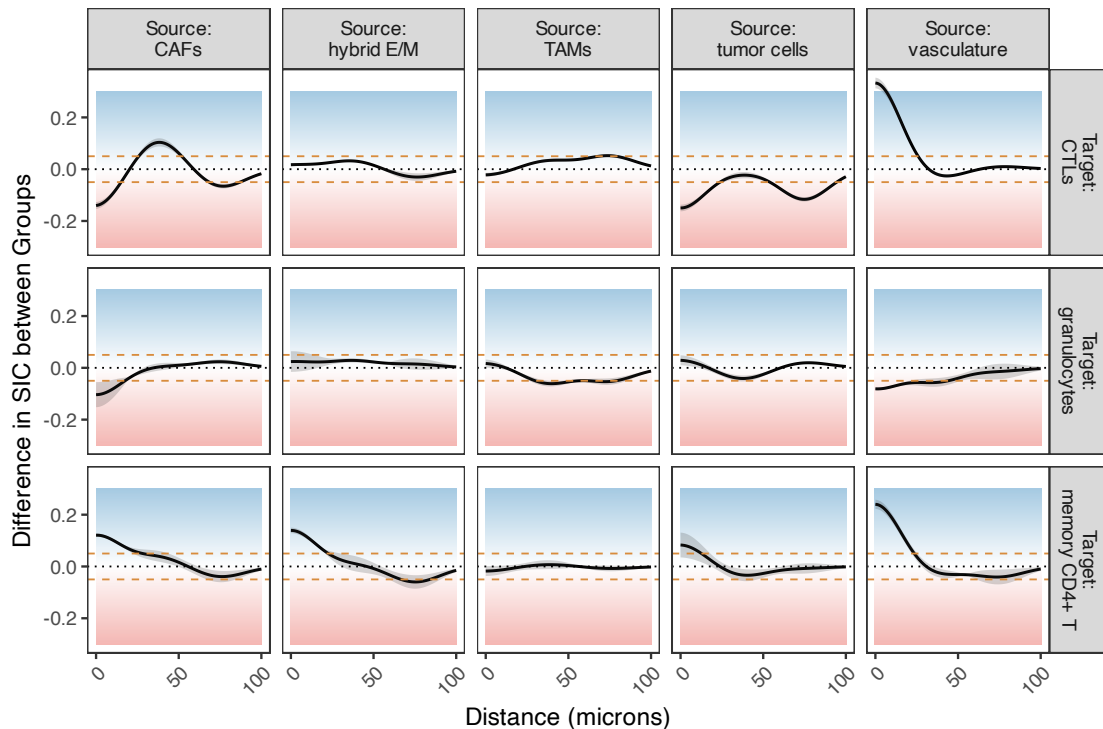 Source:
CAFs
Source:
hybrid E/M
Source:
TAMs
Source:
tumor cells
Source:
vasculature
Difference in SIC between Groups
0.2
0.0
-0.2
Target:
CTLs
0.2
0.0
-0.2
Target:
granulocytes
0.2
0.0
-0.2
Target:
memory CD4+ T
0
50
100
0
50
100
0
50
100
0
50
100
0
50
100
Distance (microns)